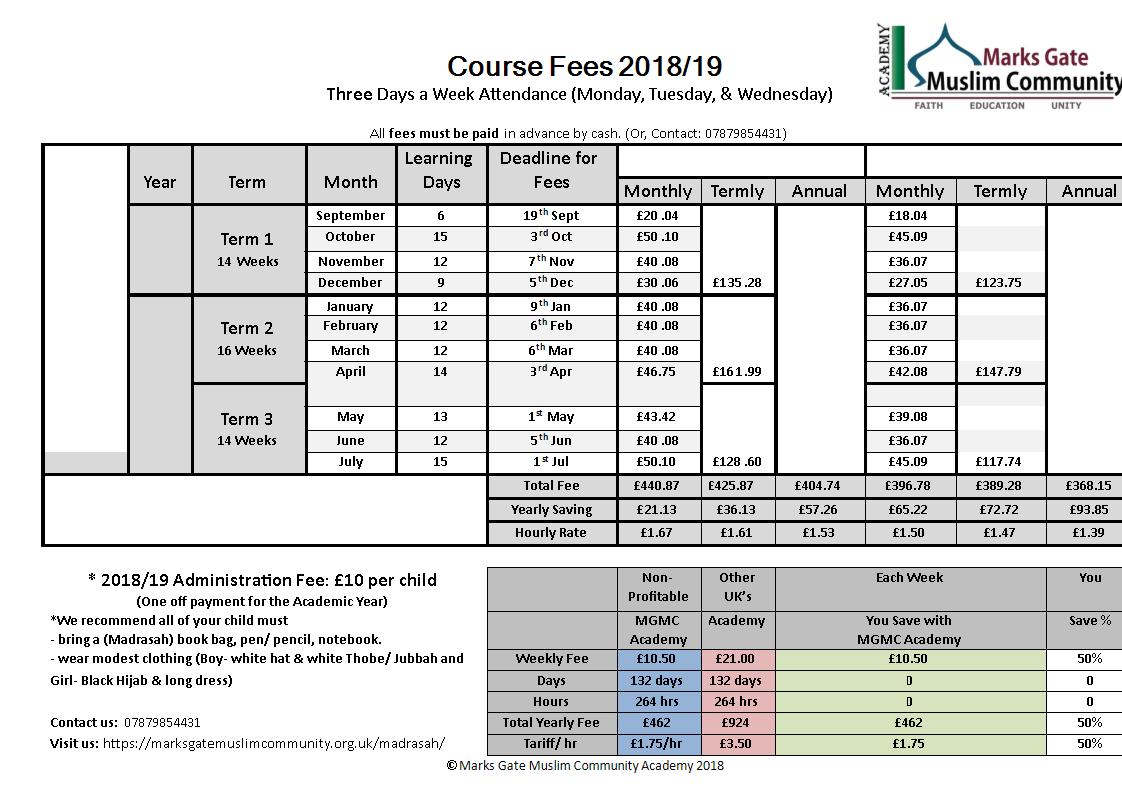 Course Fees 2018/19
Three Days a Week Attendance (Monday, Tuesday, & Wednesday)
ACADEMY
Marks Gate
Muslim Community
FAITH EDUCATION UNITY
All fees must be paid in advance by cash. (Or, Contact: 07879854431)
Year Term Month Learning Days Deadline for Fees Monthly Termly Annual Monthly Termly Annual
September 6 19th Sept £20 .04 £18.04
Term 1 October 15 3rd Oct £50 .10 £45.09
14 Weeks November 12 7th Nov £40 .08 £36.07
December 9 5th Dec £30 .06 £135.28 £27.05 £123.75
January 12 9th Jan £40 .08 £36.07
Term 2 February 12 6th Feb £40 .08 £36.07
16 Weeks March 12 6th Mar £40 .08 £36.07
April 14 3rd Apr £46.75 £161.99 £42.08 £147.79
Term 3 May 13 1st May £43.42 £39.08
14 Weeks June 12 5th Jun £40 .08 £36.07
July 15 1st Jul £50.10 £128 .60 £45.09 £117.74
Total Fee £440.87 £425.87 £404.74 £396.78 £389.28 £368.15
Yearly Saving £21.13 £36.13 £57.26 £65.22 £72.72 £93.85
Hourly Rate £1.67 £1.61 £1.53 £1.50 £1.47 £1.39
* 2018/19 Administration Fee: £10 per child
(One off payment for the Academic Year)
*We recommend all of your child must
- bring a (Madrasah) book bag, pen/ pencil, notebook.
- wear modest clothing (Boy- white hat & white Thobe/ Jubbah and
Girl- Black Hijab & long dress)
Contact us: 07879854431
Visit us: https://marksgatemuslimcommunity.org.uk/madrasah/
Non-Profitable Other UK's Each Week You
MGMC Academy Academy You Save with MGMC Academy Save %
Weekly Fee £10.50 £21.00 £10.50 50%
Days 132 days 132 days 0 0
Hours 264 hrs 264 hrs 0 0
Total Yearly Fee £462 £924 £462 50%
Tariff/ hr £1.75/hr £3.50 £1.75 50%
© Marks Gate Muslim Community Academy 2018